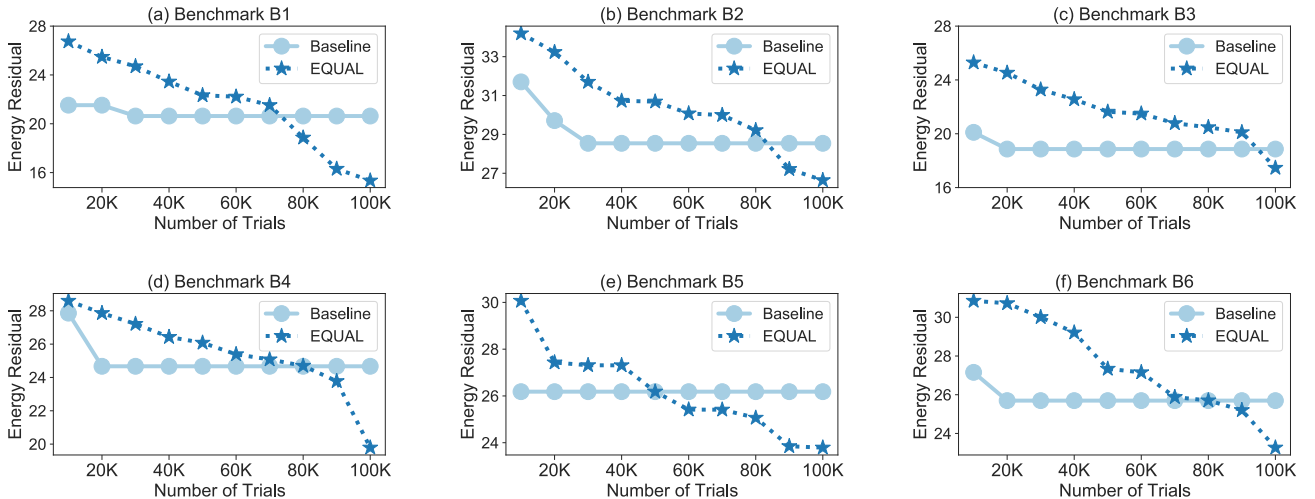 (a) Benchmark B1
Energy Residual
28
24
20
16
Baseline
EQUAL
20K 40K 60K 80K 100K
Number of Trials
(b) Benchmark B2
Energy Residual
33
31
29
27
Baseline
EQUAL
20K 40K 60K 80K 100K
Number of Trials
(c) Benchmark B3
Energy Residual
28
24
20
16
Baseline
EQUAL
20K 40K 60K 80K 100K
Number of Trials
(d) Benchmark B4
Energy Residual
28
26
24
22
20
Baseline
EQUAL
20K 40K 60K 80K 100K
Number of Trials
(e) Benchmark B5
Energy Residual
30
28
26
24
Baseline
EQUAL
20K 40K 60K 80K 100K
Number of Trials
(f) Benchmark B6
Energy Residual
30
28
26
24
Baseline
EQUAL
20K 40K 60K 80K 100K
Number of Trials